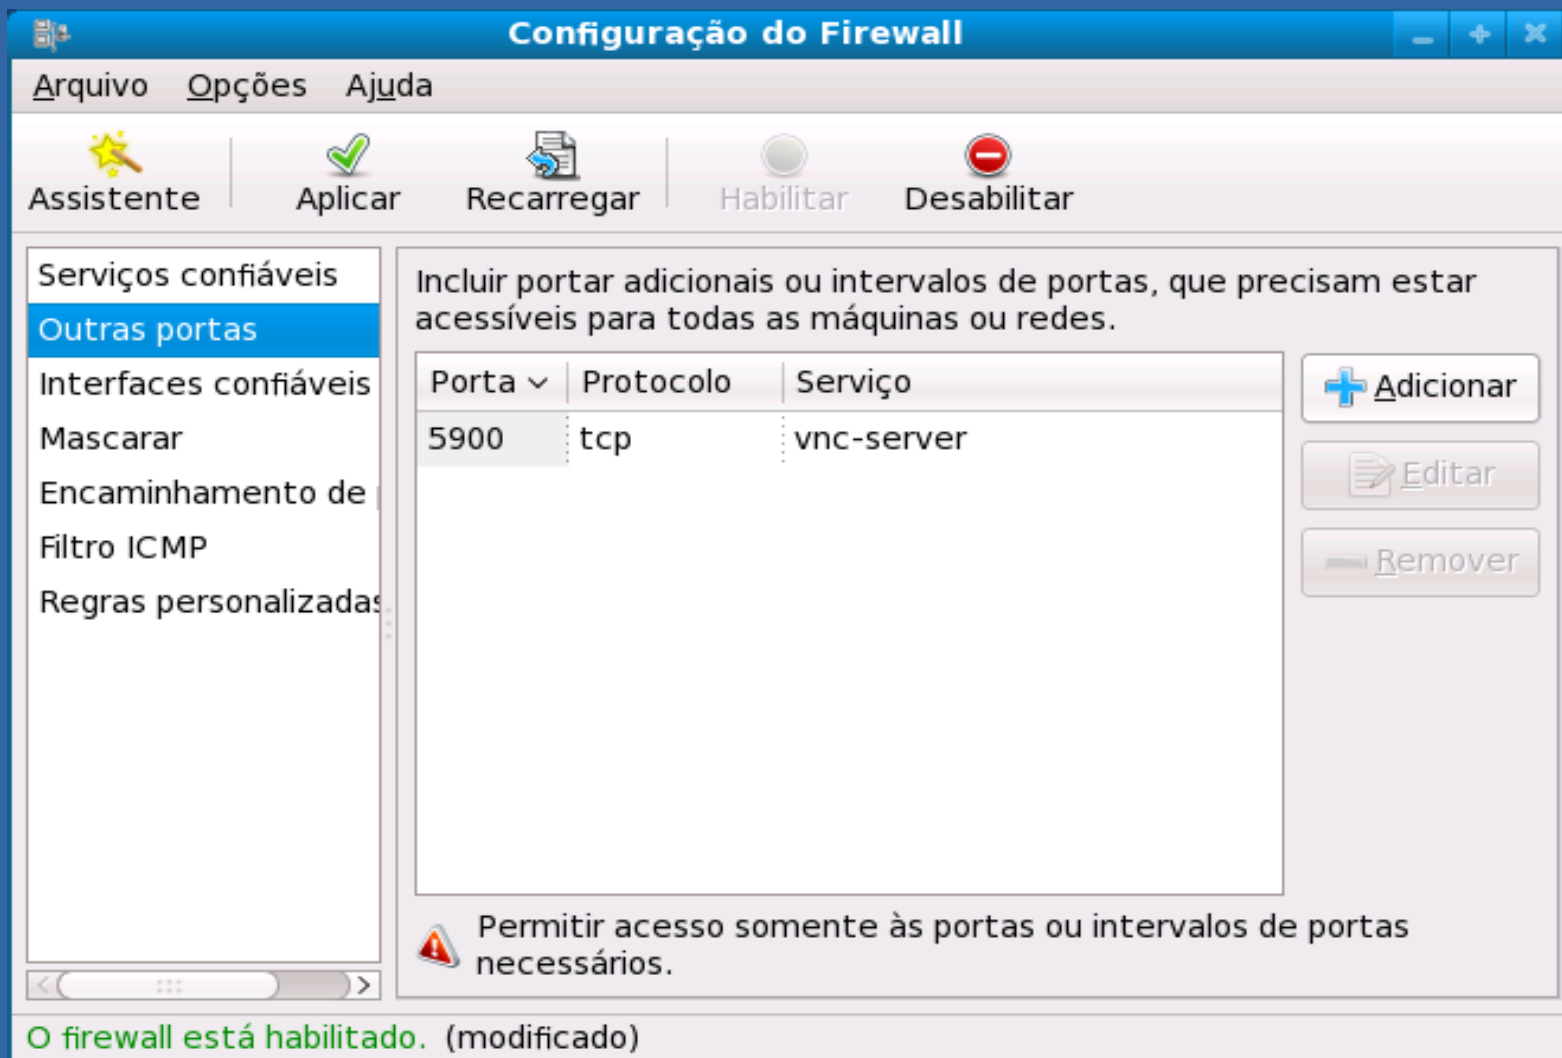 Configuração do Firewall
Arquivo Opções Ajuda
Assistente Aplicar Recarregar Habilitar Desabilitar
Serviços confiáveis
Outras portas
Interfaces confiáveis
Mascarar
Encaminhamento de
Filtro ICMP
Regras personalizadas
Incluir portar adicionais ou intervalos de portas, que precisam estar
acessíveis para todas as máquinas ou redes.
Porta Protocolo Serviço
5900 tcp vnc-server
Adicionar
Editar
Remover
Permitir acesso somente às portas ou intervalos de portas
necessários.
O firewall está habilitado. (modificado)